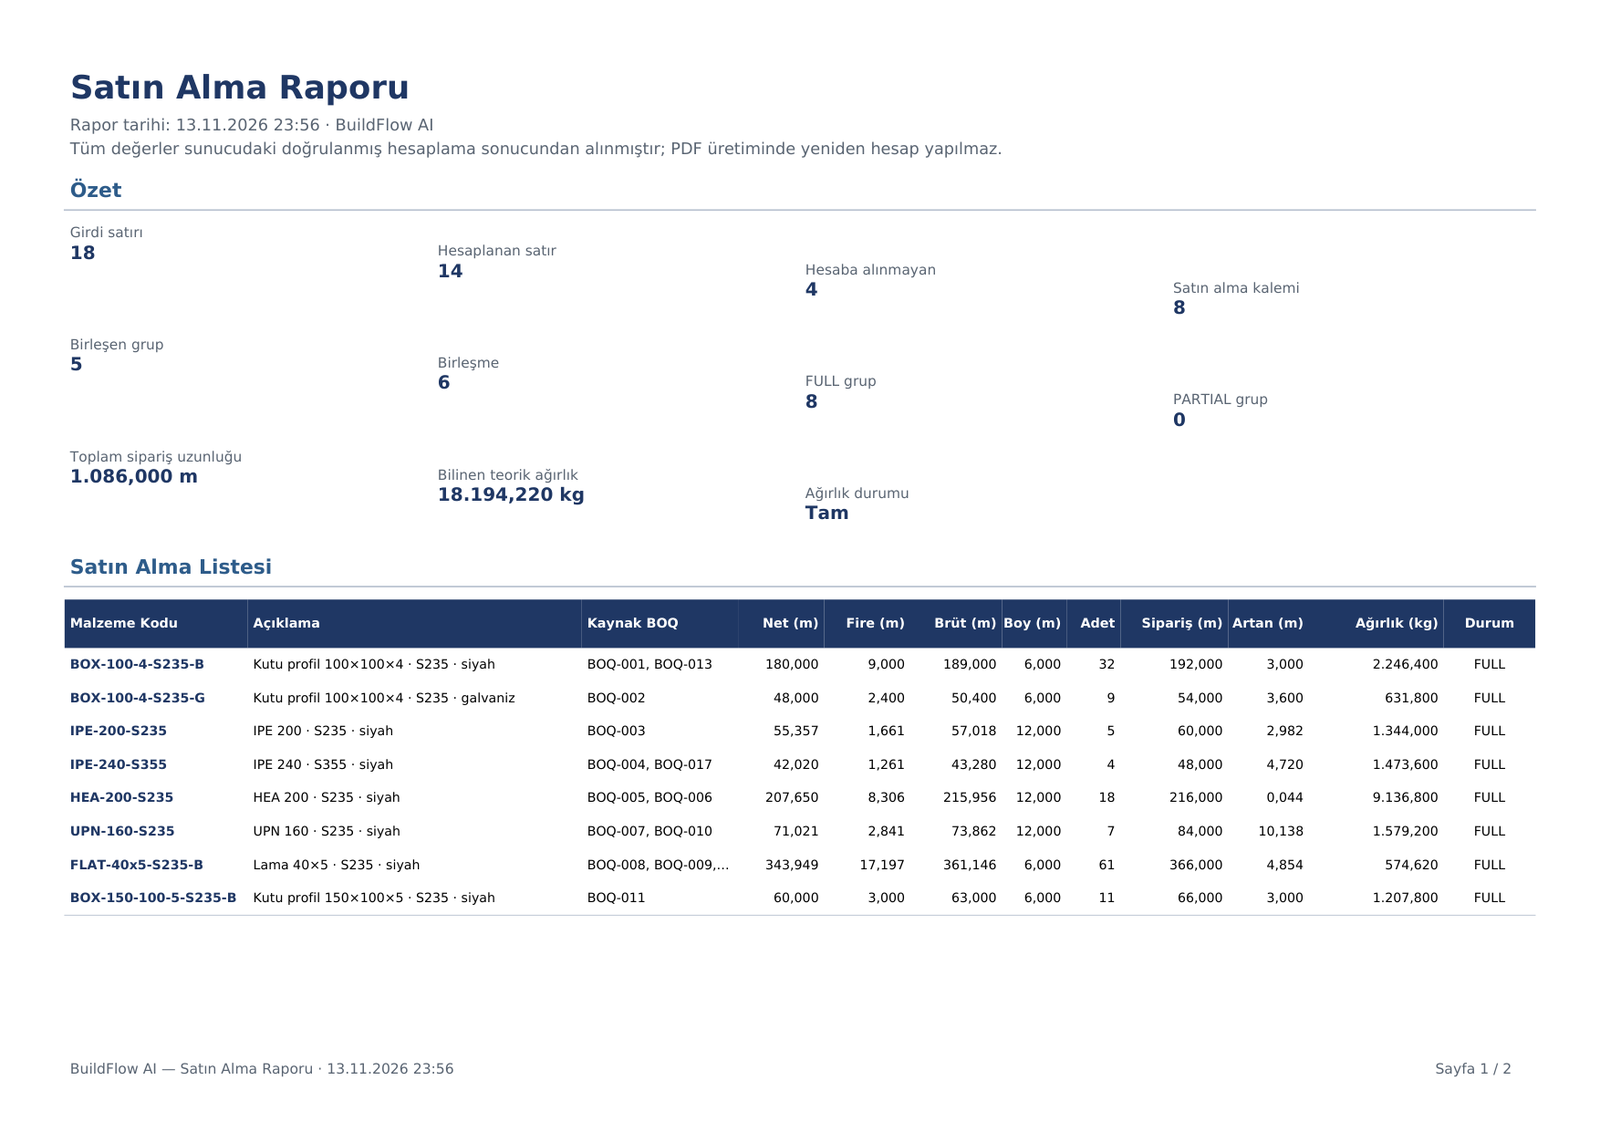 Satın Alma Raporu
Rapor tarihi: 13.11.2026 23:56 · BuildFlow AI
Tüm değerler sunucudaki doğrulanmış hesaplama sonucundan alınmıştır; PDF üretiminde yeniden hesap yapılmaz.
Özet
Girdi satırı
18
Hesaplanan satır
14
Hesaba alınmayan
4
Satın alma kalemi
8
Birleşen grup
5
Birleşme
6
FULL grup
8
PARTIAL grup
0
Toplam sipariş uzunluğu
1.086,000 m
Bilinen teorik ağırlık
18.194,220 kg
Ağırlık durumu
Tam
Satın Alma Listesi
Malzeme Kodu Açıklama Kaynak BOQ Net (m) Fire (m) Brüt (m) Boy (m) Adet Sipariş (m) Artan (m) Ağırlık (kg) Durum
BOX-100-4-S235-B Kutu profil 100×100×4 · S235 · siyah BOQ-001, BOQ-013 180,000 9,000 189,000 6,000 32 192,000 3,000 2.246,400 FULL
BOX-100-4-S235-G Kutu profil 100×100×4 · S235 · galvaniz BOQ-002 48,000 2,400 50,400 6,000 9 54,000 3,600 631,800 FULL
IPE-200-S235 IPE 200 · S235 · siyah BOQ-003 55,357 1,661 57,018 12,000 5 60,000 2,982 1.344,000 FULL
IPE-240-S355 IPE 240 · S355 · siyah BOQ-004, BOQ-017 42,020 1,261 43,280 12,000 4 48,000 4,720 1.473,600 FULL
HEA-200-S235 HEA 200 · S235 · siyah BOQ-005, BOQ-006 207,650 8,306 215,956 12,000 18 216,000 0,044 9.136,800 FULL
UPN-160-S235 UPN 160 · S235 · siyah BOQ-007, BOQ-010 71,021 2,841 73,862 12,000 7 84,000 10,138 1.579,200 FULL
FLAT-40x5-S235-B Lama 40×5 · S235 · siyah BOQ-008, BOQ-009,... 343,949 17,197 361,146 6,000 61 366,000 4,854 574,620 FULL
BOX-150-100-5-S235-B Kutu profil 150×100×5 · S235 · siyah BOQ-011 60,000 3,000 63,000 6,000 11 66,000 3,000 1.207,800 FULL
BuildFlow AI — Satın Alma Raporu · 13.11.2026 23:56 Sayfa 1 / 2